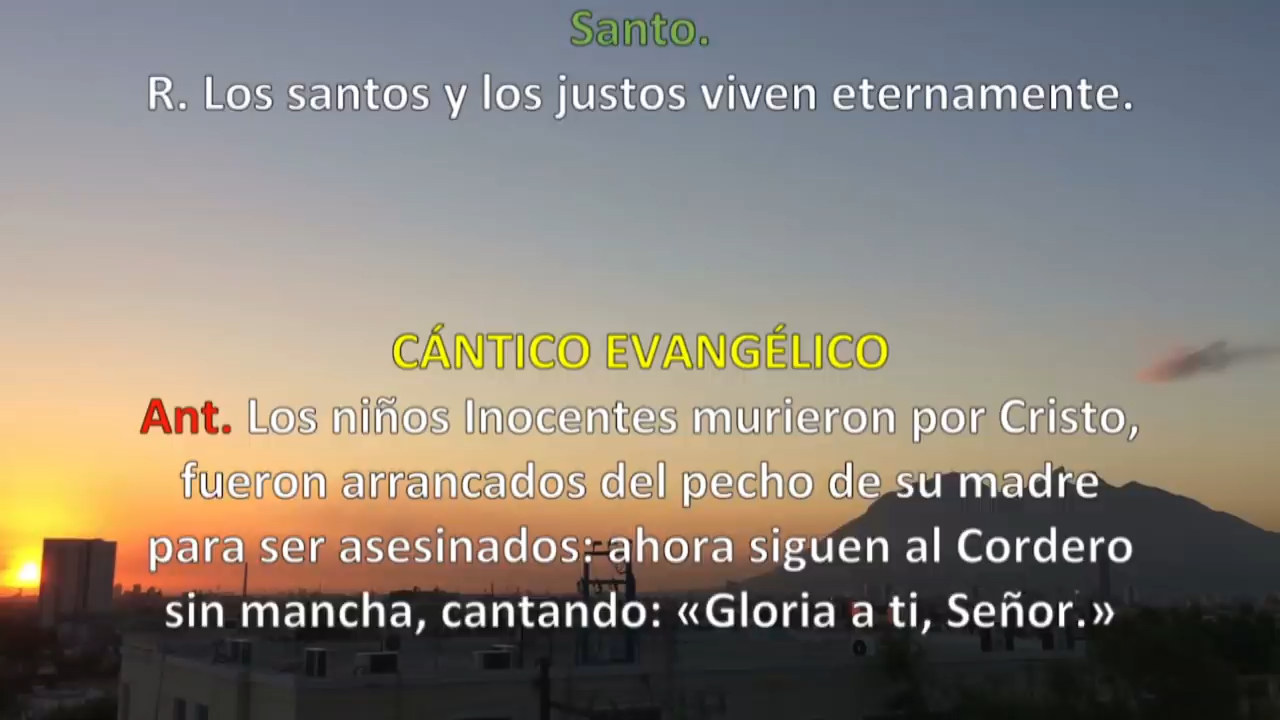 Santo.
R. Los santos y los justos viven eternamente.
CÁNTICO EVANGÉLICO
Ant. Los niños Inocentes murieron por Cristo,
fueron arrancados del pecho de su madre
para ser asesinados: ahora siguen al Cordero
sin mancha, cantando: «Gloria a ti, Señor.»